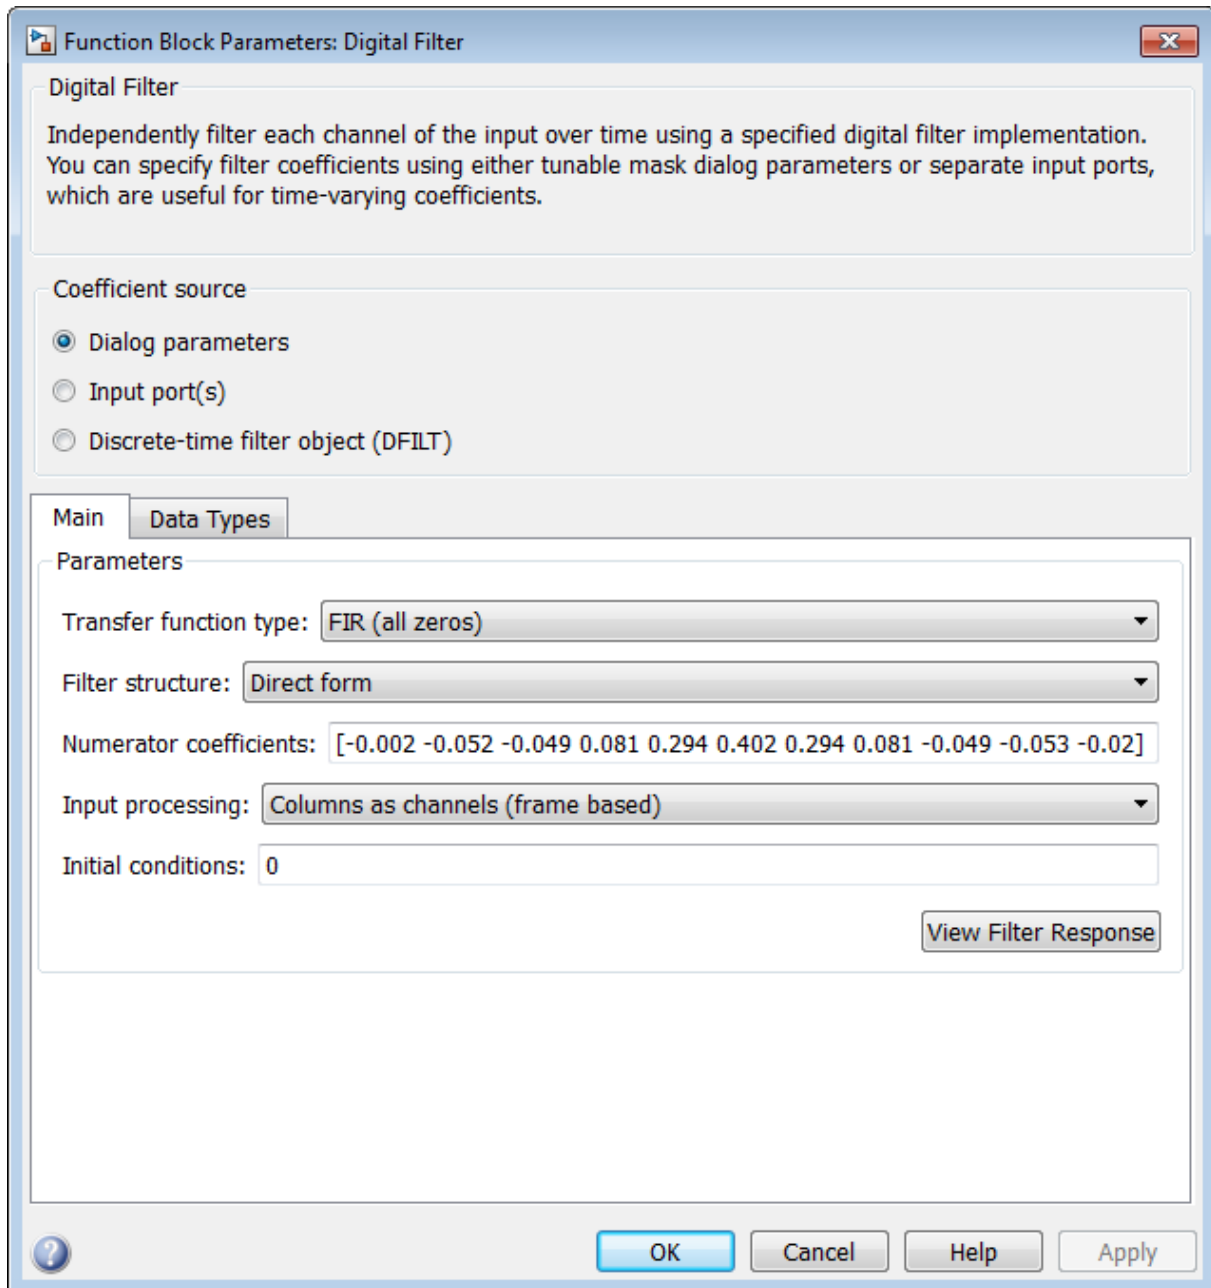 Function Block Parameters: Digital Filter
Digital Filter
Independently filter each channel of the input over time using a specified digital filter implementation.
You can specify filter coefficients using either tunable mask dialog parameters or separate input ports,
which are useful for time-varying coefficients.
Coefficient source
Dialog parameters
Input port(s)
Discrete-time filter object (DFILT)
Main Data Types
Parameters
Transfer function type: FIR (all zeros)
Filter structure: Direct form
Numerator coefficients: [-0.002 -0.052 -0.049 0.081 0.294 0.402 0.294 0.081 -0.049 -0.053 -0.02]
Input processing: Columns as channels (frame based)
Initial conditions: 0
View Filter Response
? OK Cancel Help Apply